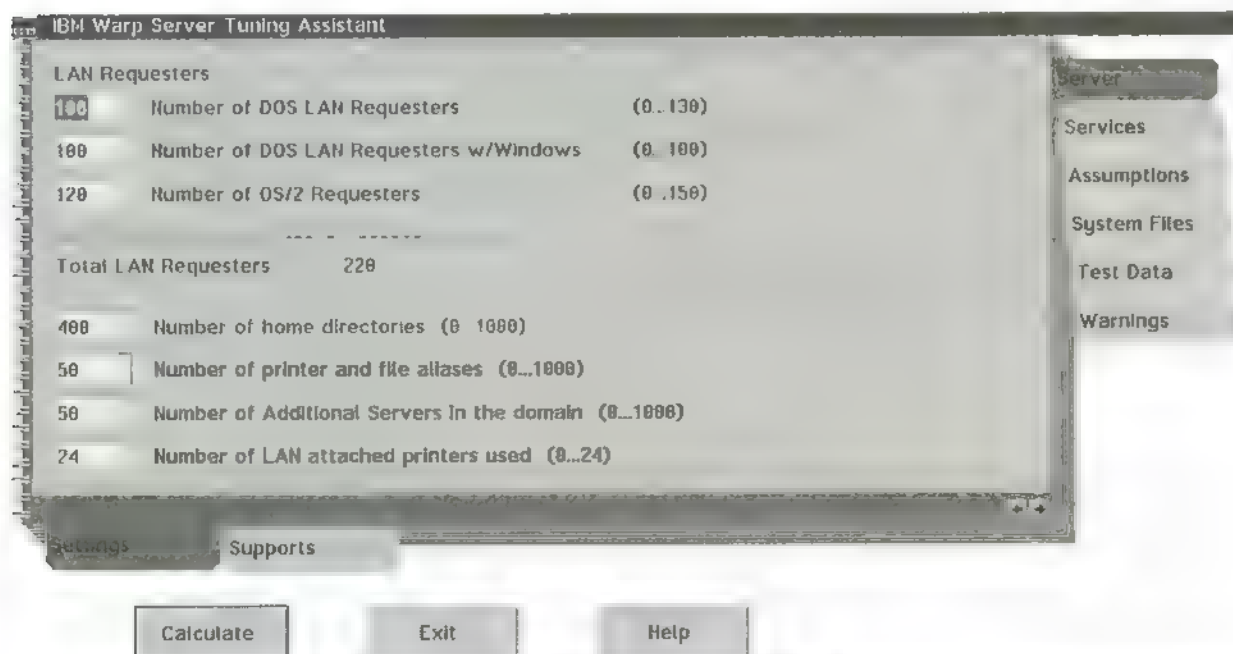 IBM Warp Server Tuning Assistant
LAN Requesters
100 Number of DOS LAN Requesters (0...130)
100 Number of DOS LAN Requesters w/Windows (0...100)
120 Number of OS/2 Requesters (0...150)
Total LAN Requesters 220
400 Number of home directories (0...1000)
50 Number of printer and file aliases (0...1000)
50 Number of Additional Servers in the domain (0...1000)
24 Number of LAN attached printers used (0...24)
Server
Services
Assumptions
System Files
Test Data
Warnings
Settings
Supports
Calculate Exit Help